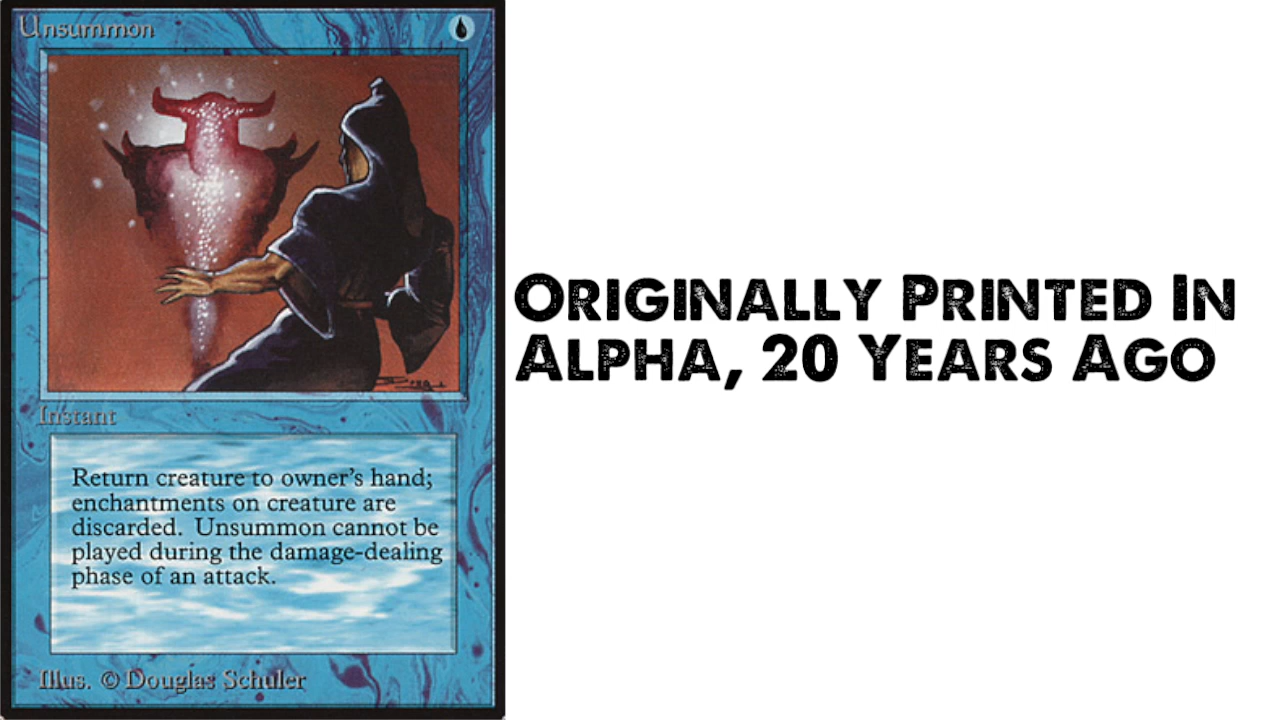 Unsummon
Originally Printed In
Alpha, 20 Years Ago
Instant
Return creature to owner's hand;
enchantments on creature are
discarded. Unsummon cannot be
played during the damage-dealing
phase of an attack.
Illus. © Douglas Schuler